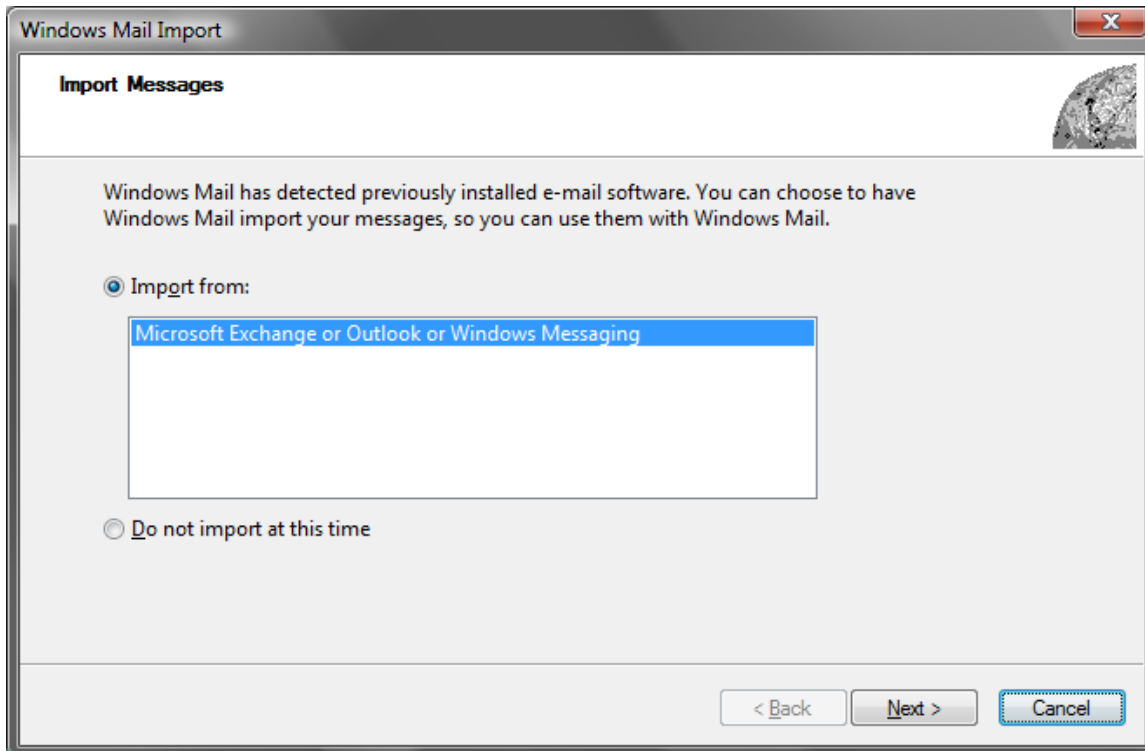 Windows Mail Import
Import Messages
Windows Mail has detected previously installed e-mail software. You can choose to have
Windows Mail import your messages, so you can use them with Windows Mail.
Import from:
Microsoft Exchange or Outlook or Windows Messaging
Do not import at this time
< Back
Next >
Cancel